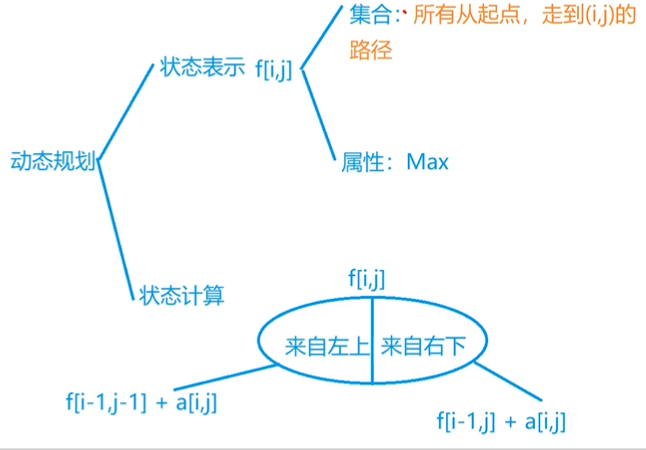 集合：所有从起点，走到(i,j)的
路径
状态表示 f[i,j]
动态规划
属性：Max
状态计算
f[i,j]
来自左上 来自右下
f[i-1,j-1] + a[i,j]
f[i-1,j] + a[i,j]